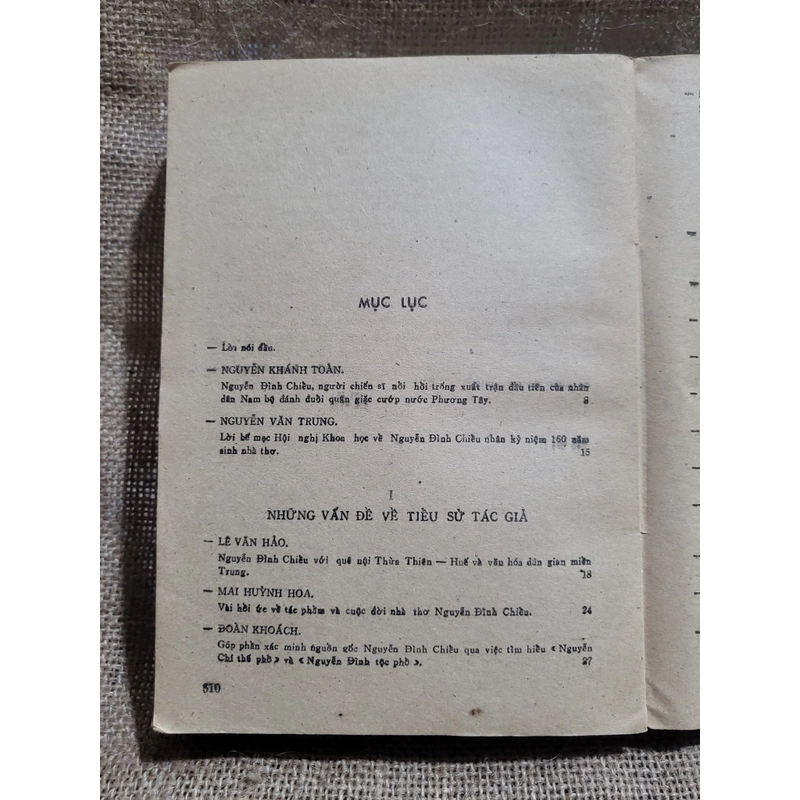 MỤC LỤC
— Lời nói đầu.
— NGUYỄN KHÁNH TOÀN.
Nguyễn Đình Chiểu, người chiến sĩ nổi hồi trống xuất trận đầu tiên của nhân
dân Nam bộ đánh đuổi quân giặc cướp nước Phương Tây. 8
— NGUYỄN VĂN TRUNG.
Lời bế mạc Hội nghị Khoa học về Nguyễn Đình Chiểu nhân kỷ niệm 160 năm
sinh nhà thơ. 15
I
NHỮNG VẤN ĐỀ VỀ TIỂU SỬ TÁC GIẢ
— LÊ VĂN HẢO.
Nguyễn Đình Chiểu với quê nội Thừa Thiên — Huế và văn hóa dân gian miền
Trung. 18
— MAI HUỲNH HOA.
Vài hồi ức về tác phẩm và cuộc đời nhà thơ Nguyễn Đình Chiểu. 24
— ĐOÀN KHOÁCH.
Góp phần xác minh nguồn gốc Nguyễn Đình Chiểu qua việc tìm hiểu « Nguyễn
Chi thế phổ » và « Nguyễn Đình tộc phổ ». 27
510